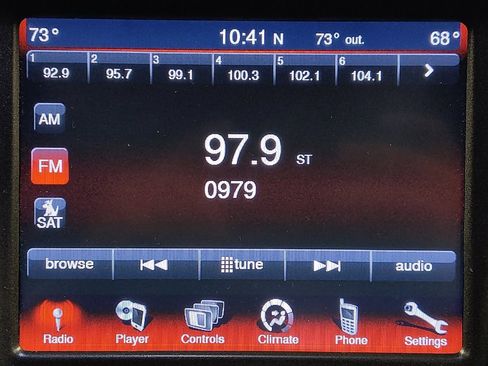 73° 10:41 N 73° out. 68°
1 2 3 4 5 6
92.9 95.7 99.1 100.3 102.1 104.1 >
AM
97.9 ST
FM
0979
SAT
browse tune audio
Radio Player Controls Climate Phone Settings